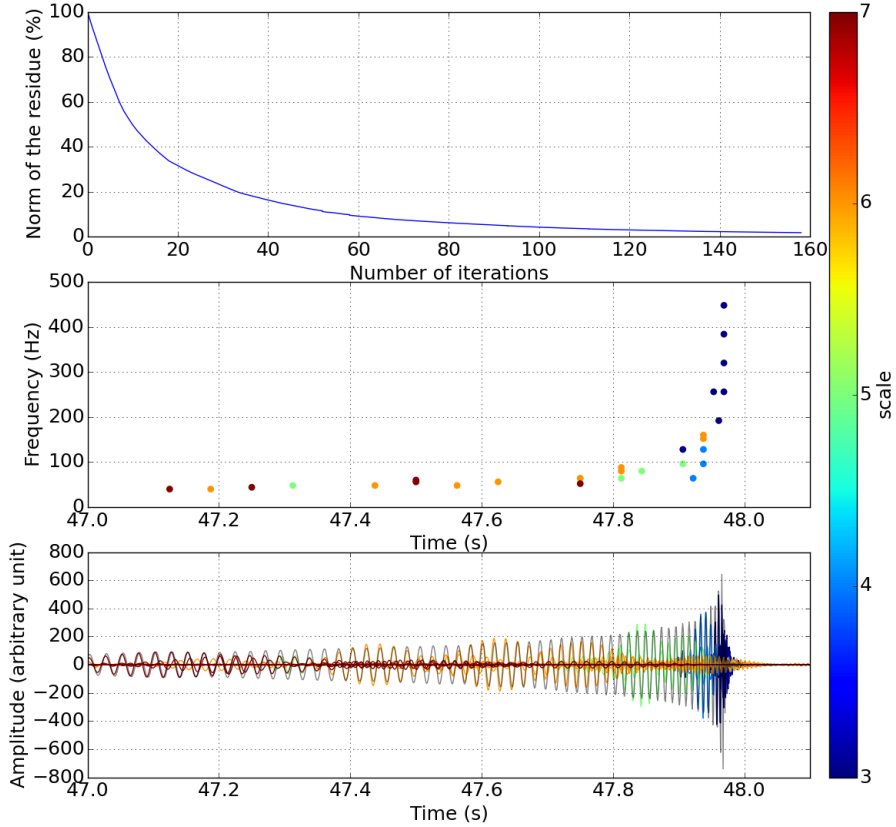 100
80
60
40
20
0
Norm of the residue (%)
0 20 40 60 80 100 120 140 160
Number of iterations
500
400
300
200
100
0
Frequency (Hz)
47.0 47.2 47.4 47.6 47.8 48.0
Time (s)
800
600
400
200
0
−200
−400
−600
−800
Amplitude (arbitrary unit)
47.0 47.2 47.4 47.6 47.8 48.0
Time (s)
7
6
5
4
3
scale